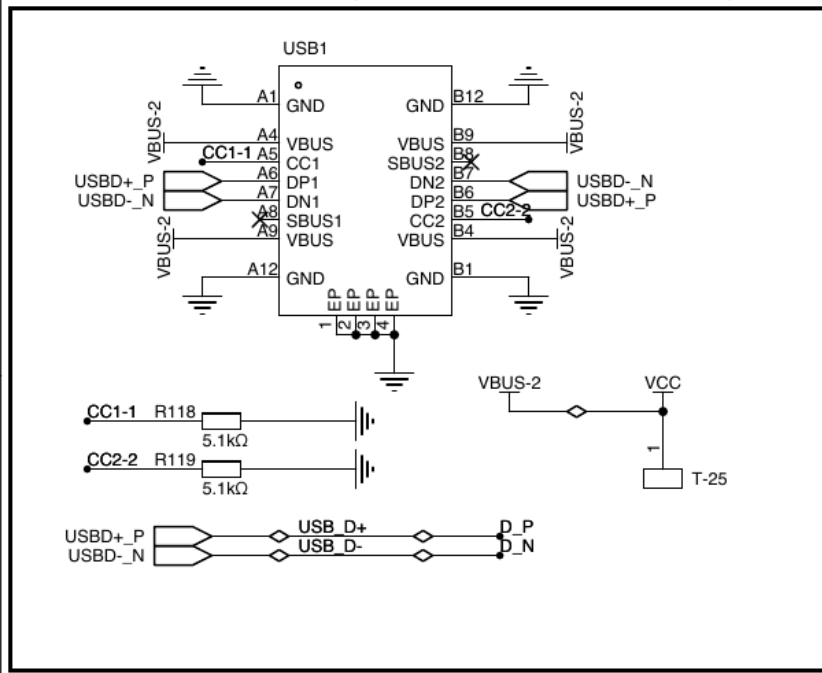 USB1
A1 GND GND B12
VBUS-2 A4 VBUS VBUS B9 VBUS-2
CC1-1 A5 CC1 SBUS2 B8
USBD+_P A6 DP1 DN2 B7 USBD-_N
USBD-_N A7 DN1 DP2 B6 USBD+_P
A8 SBUS1 CC2 B5 CC2-2
VBUS-2 A9 VBUS VBUS B4 VBUS-2
A12 GND GND B1
EP EP EP EP
1 2 3 4
VBUS-2 VCC
CC1-1 R118
5.1kΩ
1
CC2-2 R119
5.1kΩ
T-25
USBD+_P USB_D+ D_P
USBD-_N USB_D- D_N